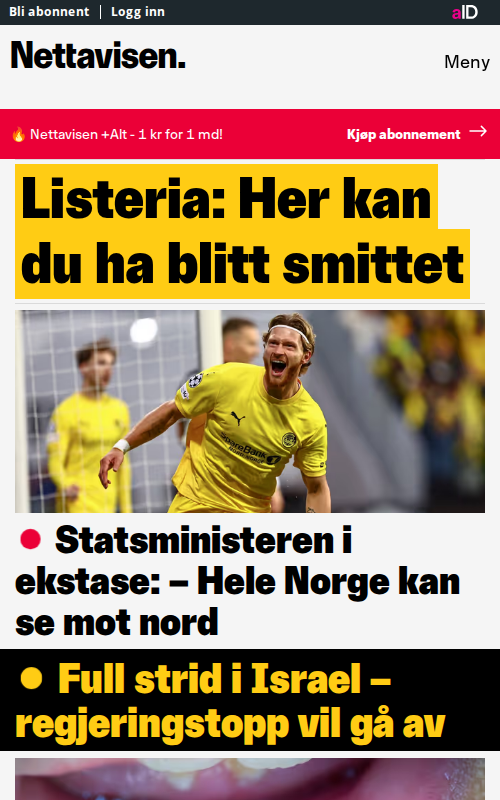 Bli abonnent | Logg inn
aID
Nettavisen.
Meny
🔥 Nettavisen +Alt - 1 kr for 1 md!
Kjøp abonnement →
Listeria: Her kan
du ha blitt smittet
SpareBank
Statsministeren i
ekstase: – Hele Norge kan
se mot nord
Full strid i Israel –
regjeringstopp vil gå av